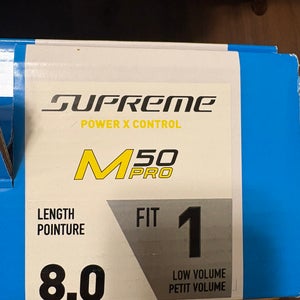 SUPREME
POWER X CONTROL
M50 PRO
LENGTH
POINTURE
8.0
FIT 1
LOW VOLUME
PETIT VOLUME